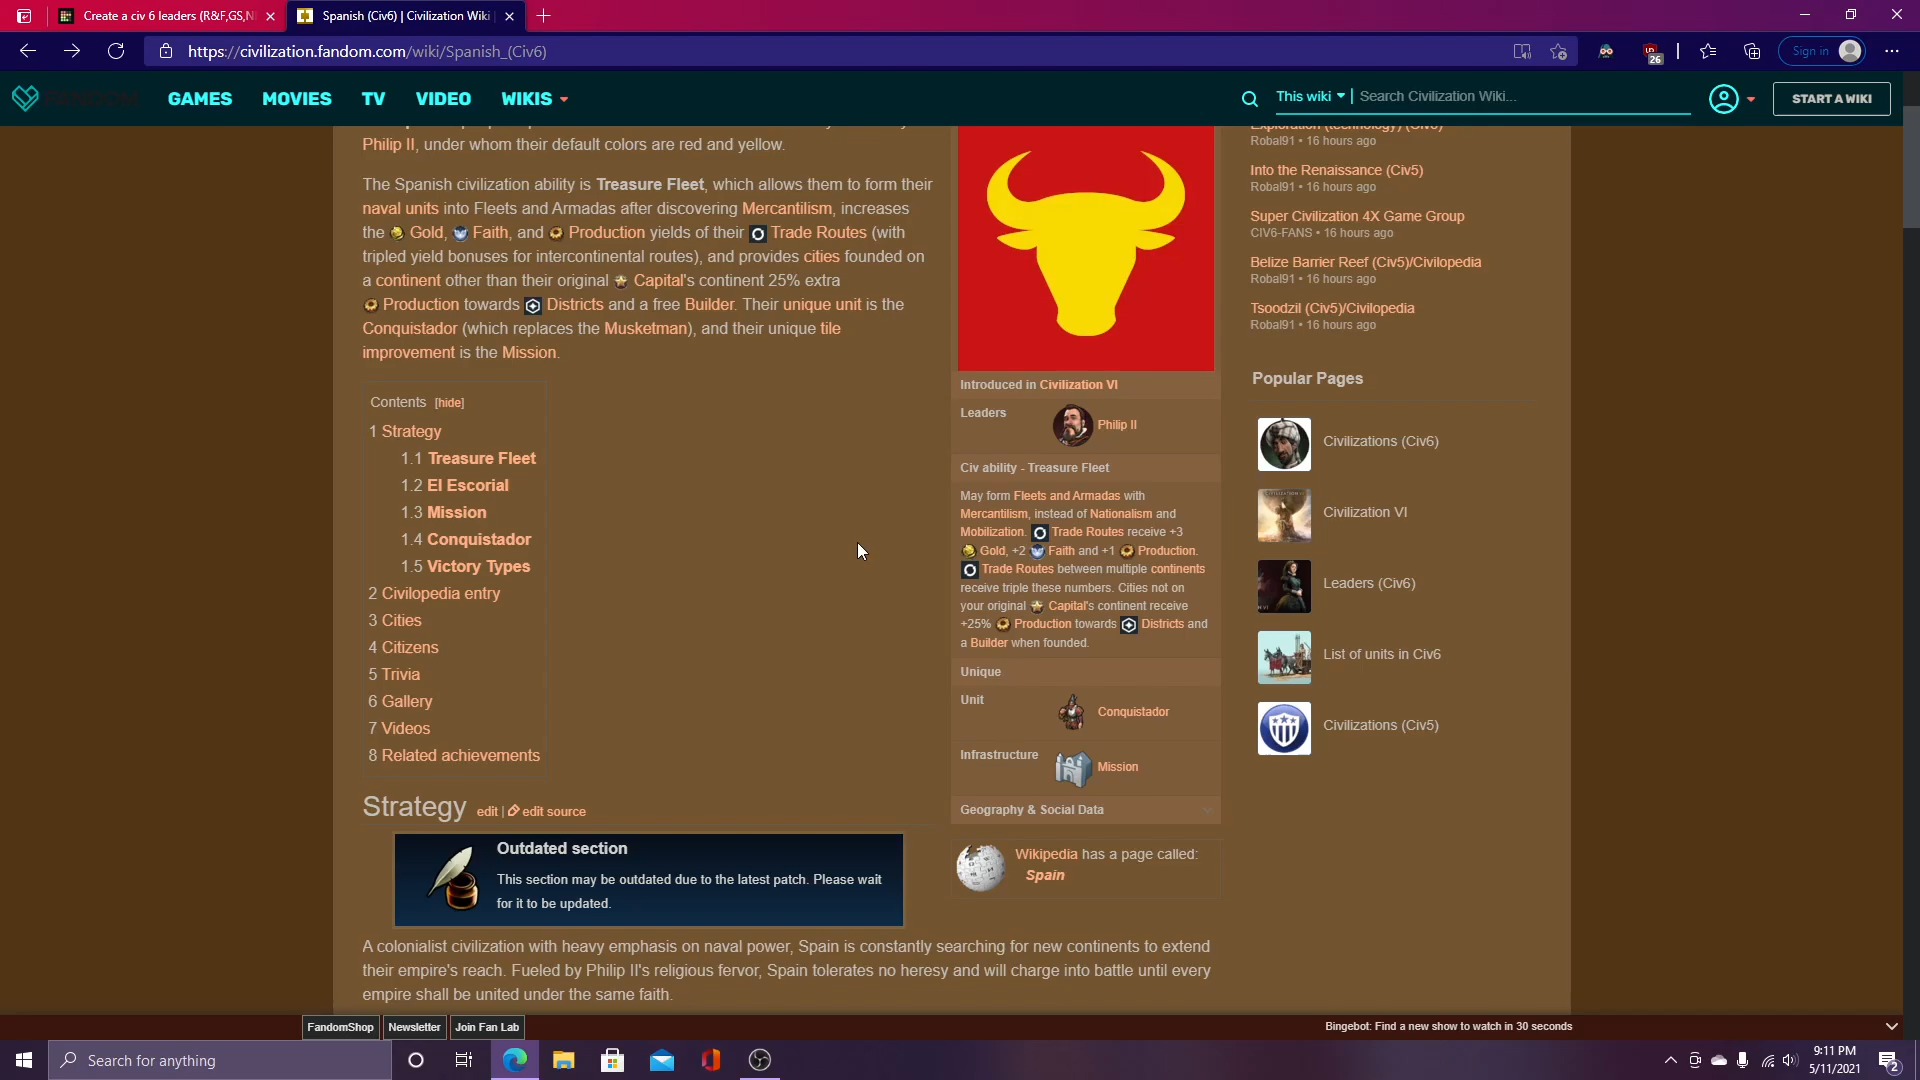 Create a civ 6 leaders (R&F,GS,N
Spanish (Civ6) | Civilization Wiki
https://civilization.fandom.com/wiki/Spanish_(Civ6)
26
Sign in
GAMES
MOVIES
TV
VIDEO
WIKIS
This wiki
Search Civilization Wiki...
START A WIKI
Philip II, under whom their default colors are red and yellow.
The Spanish civilization ability is Treasure Fleet, which allows them to form their
naval units into Fleets and Armadas after discovering Mercantilism, increases
the Gold, Faith, and Production yields of their Trade Routes (with
tripled yield bonuses for intercontinental routes), and provides cities founded on
a continent other than their original Capital's continent 25% extra
Production towards Districts and a free Builder. Their unique unit is the
Conquistador (which replaces the Musketman), and their unique tile
improvement is the Mission.
Contents [hide]
1 Strategy
1.1 Treasure Fleet
1.2 El Escorial
1.3 Mission
1.4 Conquistador
1.5 Victory Types
2 Civilopedia entry
3 Cities
4 Citizens
5 Trivia
6 Gallery
7 Videos
8 Related achievements
Strategy edit | edit source
Outdated section
This section may be outdated due to the latest patch. Please wait
for it to be updated.
A colonialist civilization with heavy emphasis on naval power, Spain is constantly searching for new continents to extend
their empire's reach. Fueled by Philip II's religious fervor, Spain tolerates no heresy and will charge into battle until every
empire shall be united under the same faith.
Introduced in Civilization VI
Leaders
Philip II
Civ ability - Treasure Fleet
May form Fleets and Armadas with
Mercantilism, instead of Nationalism and
Mobilization. Trade Routes receive +3
Gold, +2 Faith and +1 Production.
Trade Routes between multiple continents
receive triple these numbers. Cities not on
your original Capital's continent receive
+25% Production towards Districts and
a Builder when founded.
Unique
Unit
Conquistador
Infrastructure
Mission
Geography & Social Data
Wikipedia has a page called:
Spain
Exploration (technology) (Civ6)
Robal91 • 16 hours ago
Into the Renaissance (Civ5)
Robal91 • 16 hours ago
Super Civilization 4X Game Group
CIV6-FANS • 16 hours ago
Belize Barrier Reef (Civ5)/Civilopedia
Robal91 • 16 hours ago
Tsoodzil (Civ5)/Civilopedia
Robal91 • 16 hours ago
Popular Pages
Civilizations (Civ6)
Civilization VI
Leaders (Civ6)
List of units in Civ6
Civilizations (Civ5)
FandomShop
Newsletter
Join Fan Lab
Bingebot: Find a new show to watch in 30 seconds
Search for anything
9:11 PM
5/11/2021
2